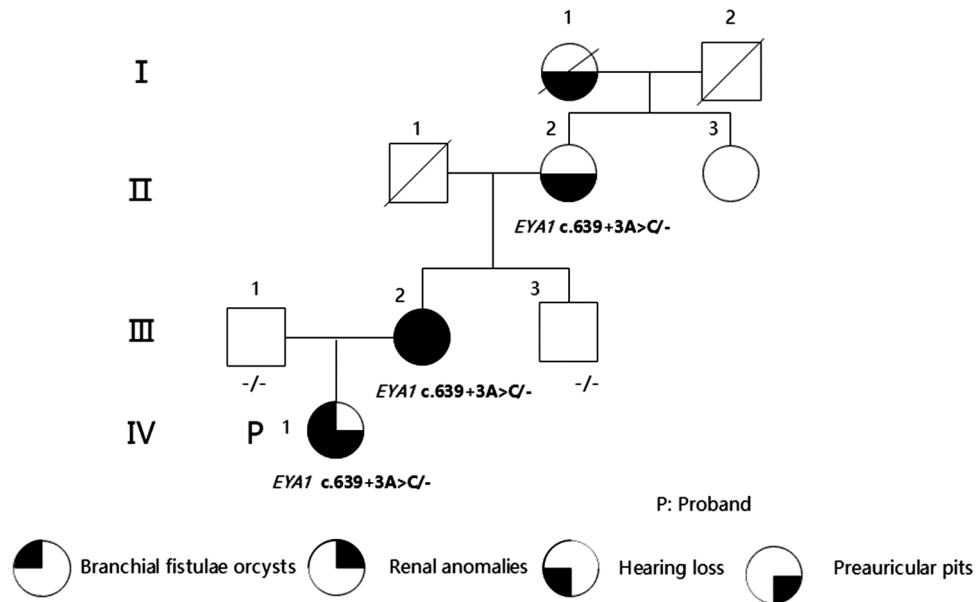 1 2
I
1 2 3
II
EYA1 c.639+3A>C/-
1 2 3
III
-/- -/-
EYA1 c.639+3A>C/-
IV P 1
EYA1 c.639+3A>C/-
P: Proband
Branchial fistulae orcysts Renal anomalies Hearing loss Preauricular pits